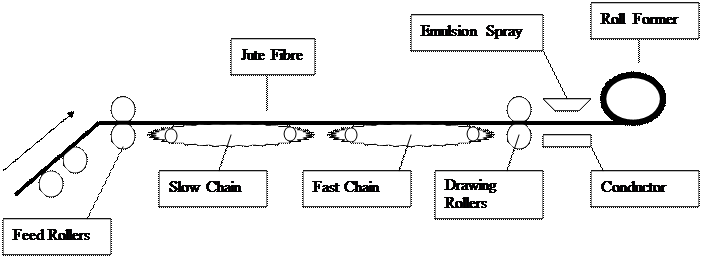 Roll Former
Emulsion Spray
Jute Fibre
Slow Chain
Fast Chain
Drawing
Rollers
Conductor
Feed Rollers